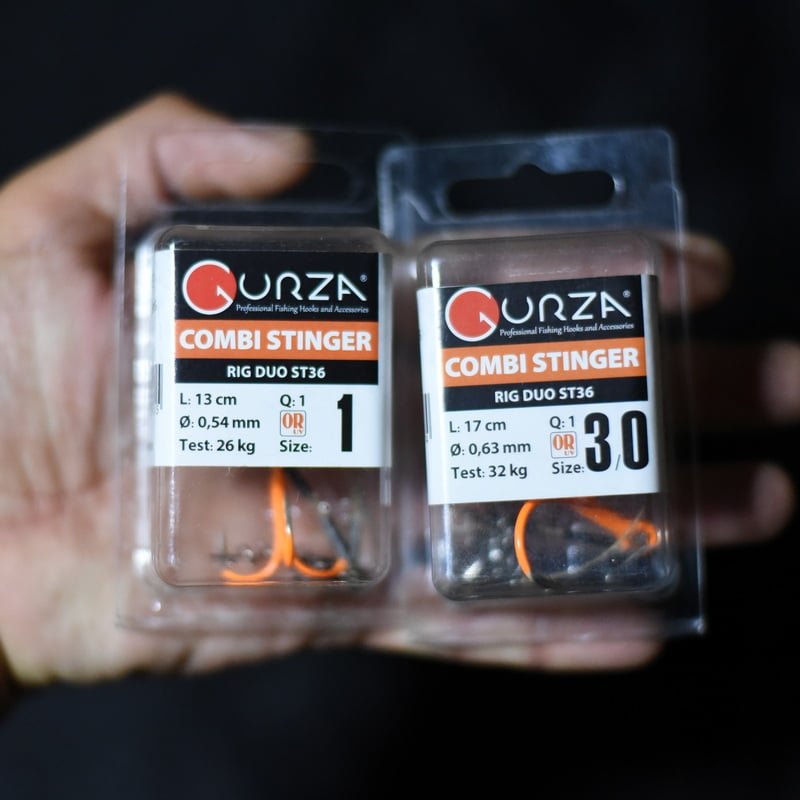 GURZA®
Professional Fishing Hooks and Accessories
COMBI STINGER
RIG DUO ST36
L: 13 cm
Q: 1
Ø: 0,54 mm
OR
UV
Test: 26 kg
Size: 1
GURZA®
Professional Fishing Hooks and Accessories
COMBI STINGER
RIG DUO ST36
L: 17 cm
Q: 1
Ø: 0,63 mm
OR
UV
Test: 32 kg
Size: 3/0